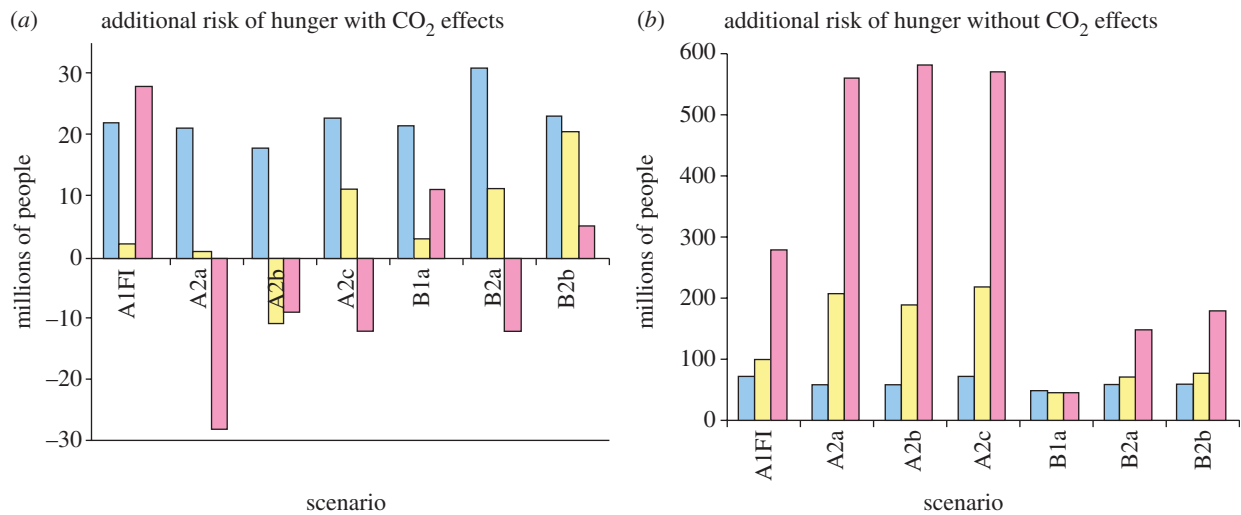 (a) additional risk of hunger with CO2 effects
30
20
10
0
–10
–20
–30
millions of people
A1FI
A2a
A2b
A2c
B1a
B2a
B2b
scenario
(b) additional risk of hunger without CO2 effects
600
500
400
300
200
100
0
millions of people
A1FI
A2a
A2b
A2c
B1a
B2a
B2b
scenario